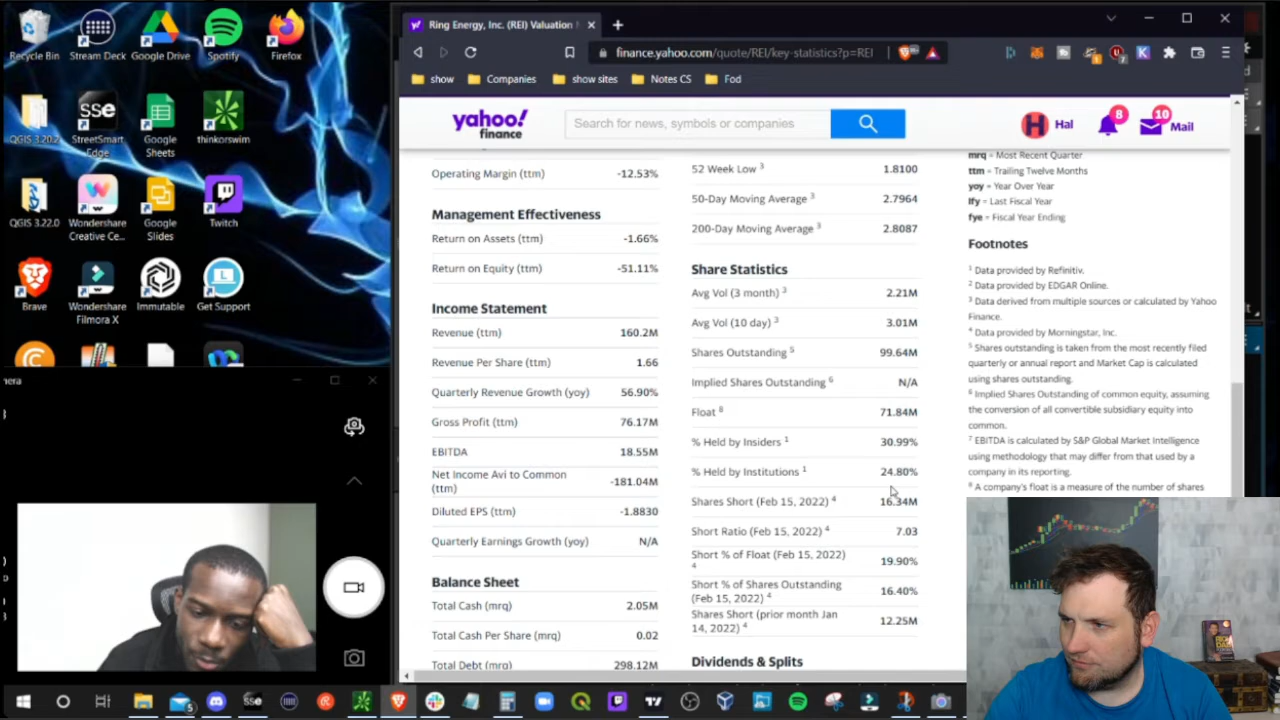 Ring Energy, Inc. (REI) Valuation
finance.yahoo.com/quote/REI/key-statistics?p=REI
show
Companies
show sites
Notes CS
Fod
Recycle Bin
Stream Deck
Google Drive
Spotify
Firefox
QGIS 3.20.2
StreetSmart
Edge
Google
Sheets
thinkorswim
QGIS 3.22.0
Wondershare
Creative Ce...
Google
Slides
Twitch
Brave
Wondershare
Filmora X
Immutable
Get Support
nera
yahoo!
finance
Search for news, symbols or companies
H
Hal
8
10
Mail
Operating Margin (ttm) -12.53%
Management Effectiveness
Return on Assets (ttm) -1.66%
Return on Equity (ttm) -51.11%
Income Statement
Revenue (ttm) 160.2M
Revenue Per Share (ttm) 1.66
Quarterly Revenue Growth (yoy) 56.90%
Gross Profit (ttm) 76.17M
EBITDA 18.55M
Net Income Avi to Common
(ttm) -181.04M
Diluted EPS (ttm) -1.8830
Quarterly Earnings Growth (yoy) N/A
Balance Sheet
Total Cash (mrq) 2.05M
Total Cash Per Share (mrq) 0.02
Total Debt (mrq) 298.12M
52 Week Low 3 1.8100
50-Day Moving Average 3 2.7964
200-Day Moving Average 3 2.8087
Share Statistics
Avg Vol (3 month) 3 2.21M
Avg Vol (10 day) 3 3.01M
Shares Outstanding 5 99.64M
Implied Shares Outstanding 6 N/A
Float 8 71.84M
% Held by Insiders 1 30.99%
% Held by Institutions 1 24.80%
Shares Short (Feb 15, 2022) 4 16.34M
Short Ratio (Feb 15, 2022) 4 7.03
Short % of Float (Feb 15, 2022)
4 19.90%
Short % of Shares Outstanding
(Feb 15, 2022) 4 16.40%
Shares Short (prior month Jan
14, 2022) 4 12.25M
Dividends & Splits
mrq = Most Recent Quarter
ttm = Trailing Twelve Months
yoy = Year Over Year
lfy = Last Fiscal Year
fye = Fiscal Year Ending
Footnotes
1 Data provided by Refinitiv.
2 Data provided by EDGAR Online.
3 Data derived from multiple sources or calculated by Yahoo
Finance.
4 Data provided by Morningstar, Inc.
5 Shares outstanding is taken from the most recently filed
quarterly or annual report and Market Cap is calculated
using shares outstanding.
6 Implied Shares Outstanding of common equity, assuming
the conversion of all convertible subsidiary equity into
common.
7 EBITDA is calculated by S&P Global Market Intelligence
using methodology that may differ from that used by a
company in its reporting.
8 A company's float is a measure of the number of shares